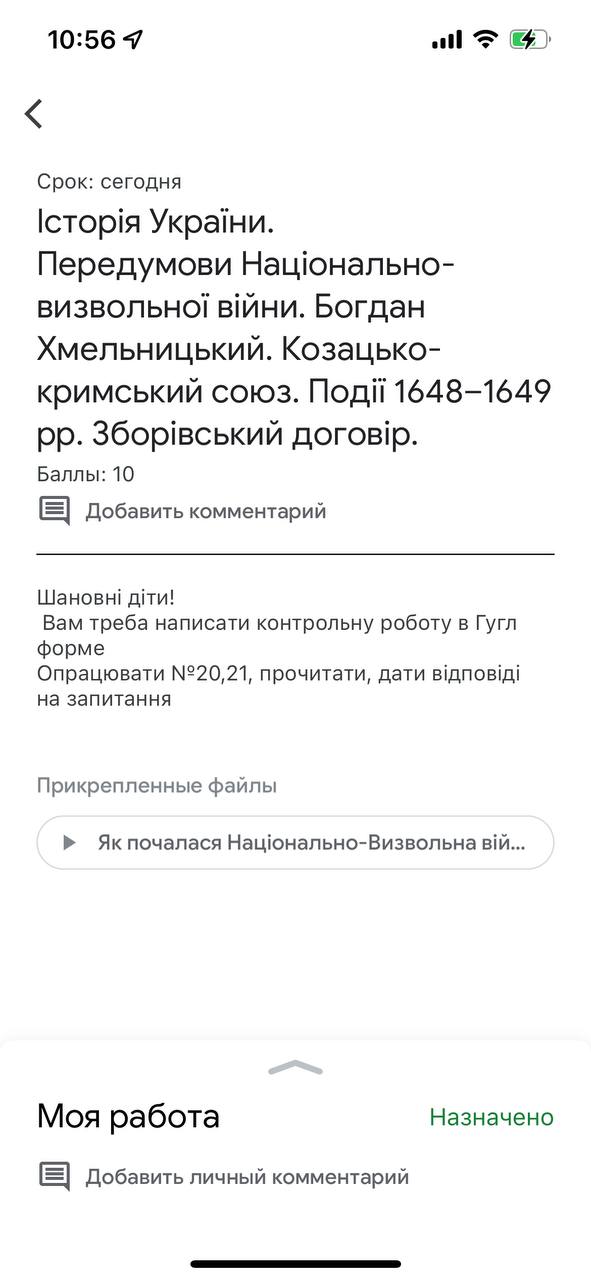 10:56
Срок: сегодня
Історія України.
Передумови Національно-
визвольної війни. Богдан
Хмельницький. Козацько-
кримський союз. Події 1648–1649
рр. Зборівський договір.
Баллы: 10
Добавить комментарий
Шановні діти!
Вам треба написати контрольну роботу в Гугл
форме
Опрацювати №20,21, прочитати, дати відповіді
на запитання
Прикрепленные файлы
Як почалася Національно-Визвольна вій...
Моя работа
Назначено
Добавить личный комментарий